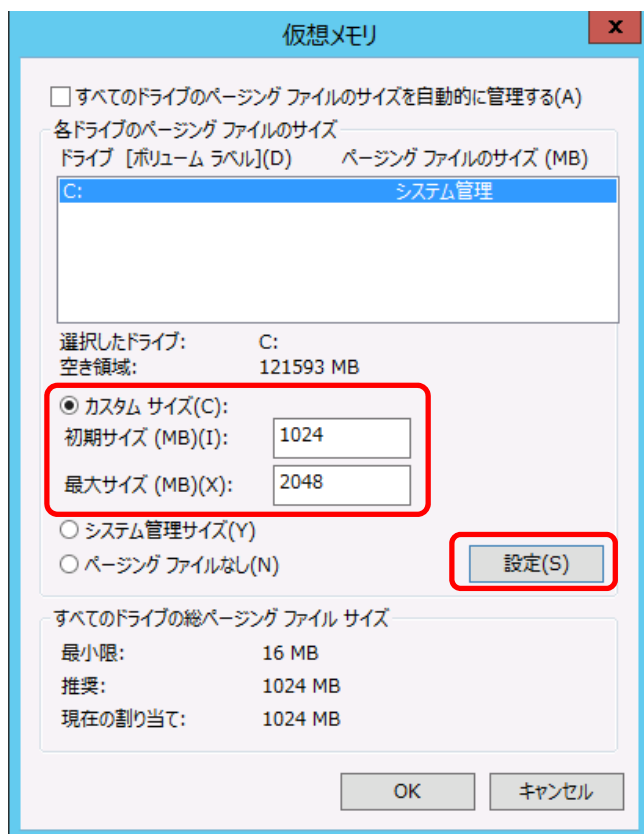 仮想メモリ
x
すべてのドライブのページング ファイルのサイズを自動的に管理する(A)
各ドライブのページング ファイルのサイズ
ドライブ [ボリューム ラベル](D) ページング ファイルのサイズ (MB)
C: システム管理
選択したドライブ: C:
空き領域: 121593 MB
カスタム サイズ(C):
初期サイズ (MB)(I): 1024
最大サイズ (MB)(X): 2048
システム管理サイズ(Y)
ページング ファイルなし(N)
設定(S)
すべてのドライブの総ページング ファイル サイズ
最小限: 16 MB
推奨: 1024 MB
現在の割り当て: 1024 MB
OK キャンセル